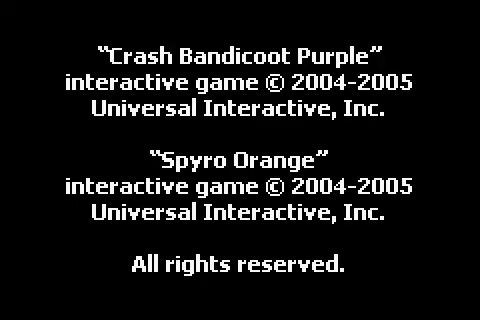 “Crash Bandicoot Purple”
interactive game © 2004-2005
Universal Interactive, Inc.
“Spyro Orange”
interactive game © 2004-2005
Universal Interactive, Inc.
All rights reserved.